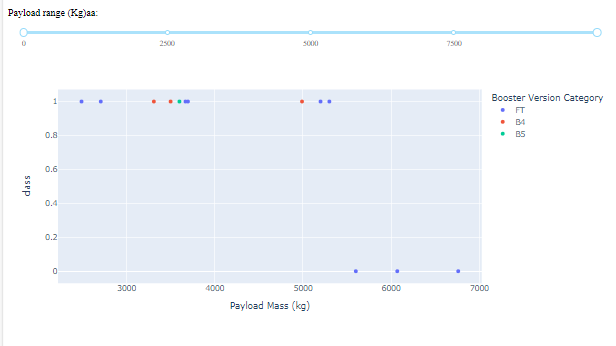 Payload range (Kg)aa:
0 2500 5000 7500
Booster Version Category
FT
B4
B5
class
1
0.8
0.6
0.4
0.2
0
3000 4000 5000 6000 7000
Payload Mass (kg)